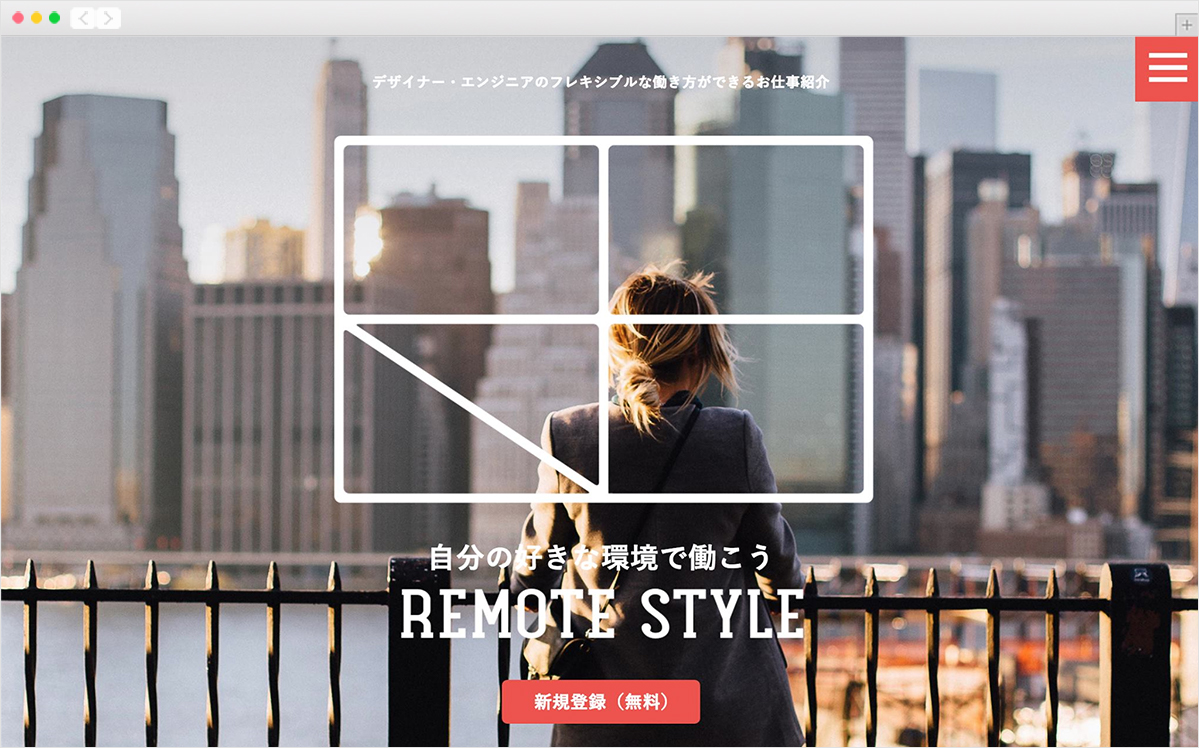 デザイナー・エンジニアのフレキシブルな働き方ができるお仕事紹介
自分の好きな環境で働こう
REMOTE STYLE
新規登録（無料）